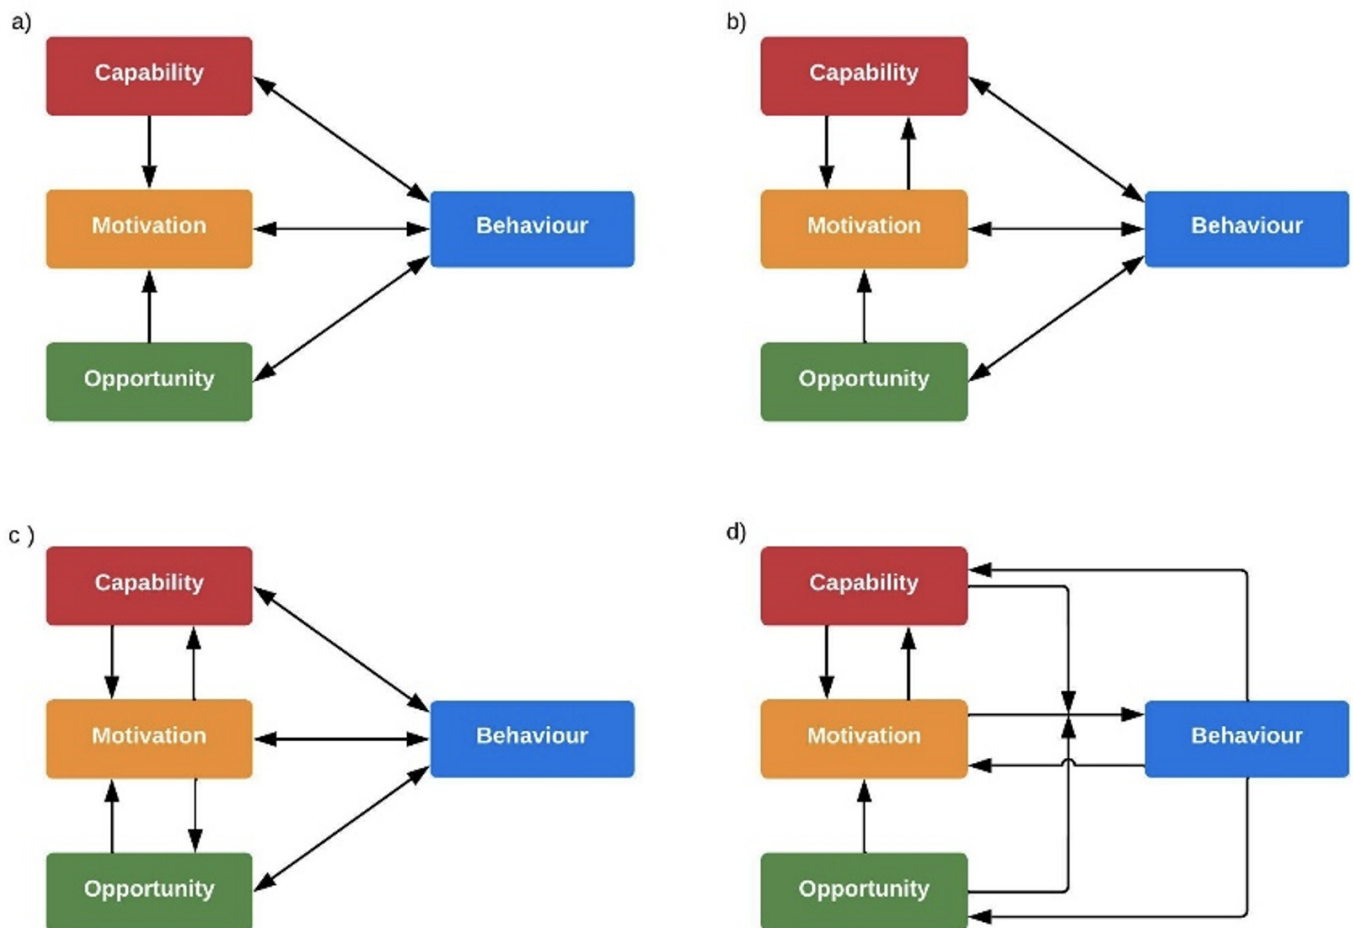 a)
Capability
Motivation
Behaviour
Opportunity
b)
Capability
Motivation
Behaviour
Opportunity
c )
Capability
Motivation
Behaviour
Opportunity
d)
Capability
Motivation
Behaviour
Opportunity